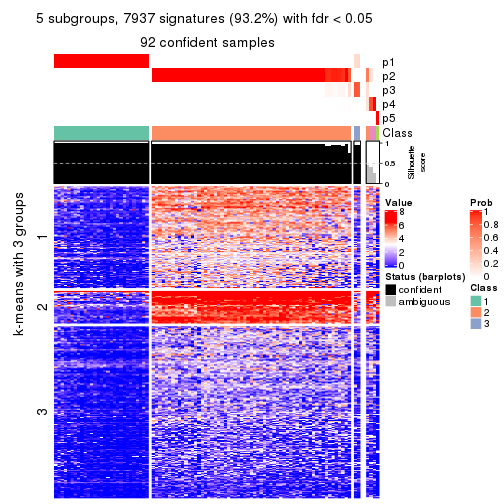 5 subgroups, 7937 signatures (93.2%) with fdr < 0.05
92 confident samples
p1
p2
p3
p4
p5
Class
1
0.5
0
Silhouette
score
k-means with 3 groups
1
2
3
Value
8
6
4
2
0
Status (barplots)
confident
ambiguous
Prob
1
0.8
0.6
0.4
0.2
0
Class
1
2
3